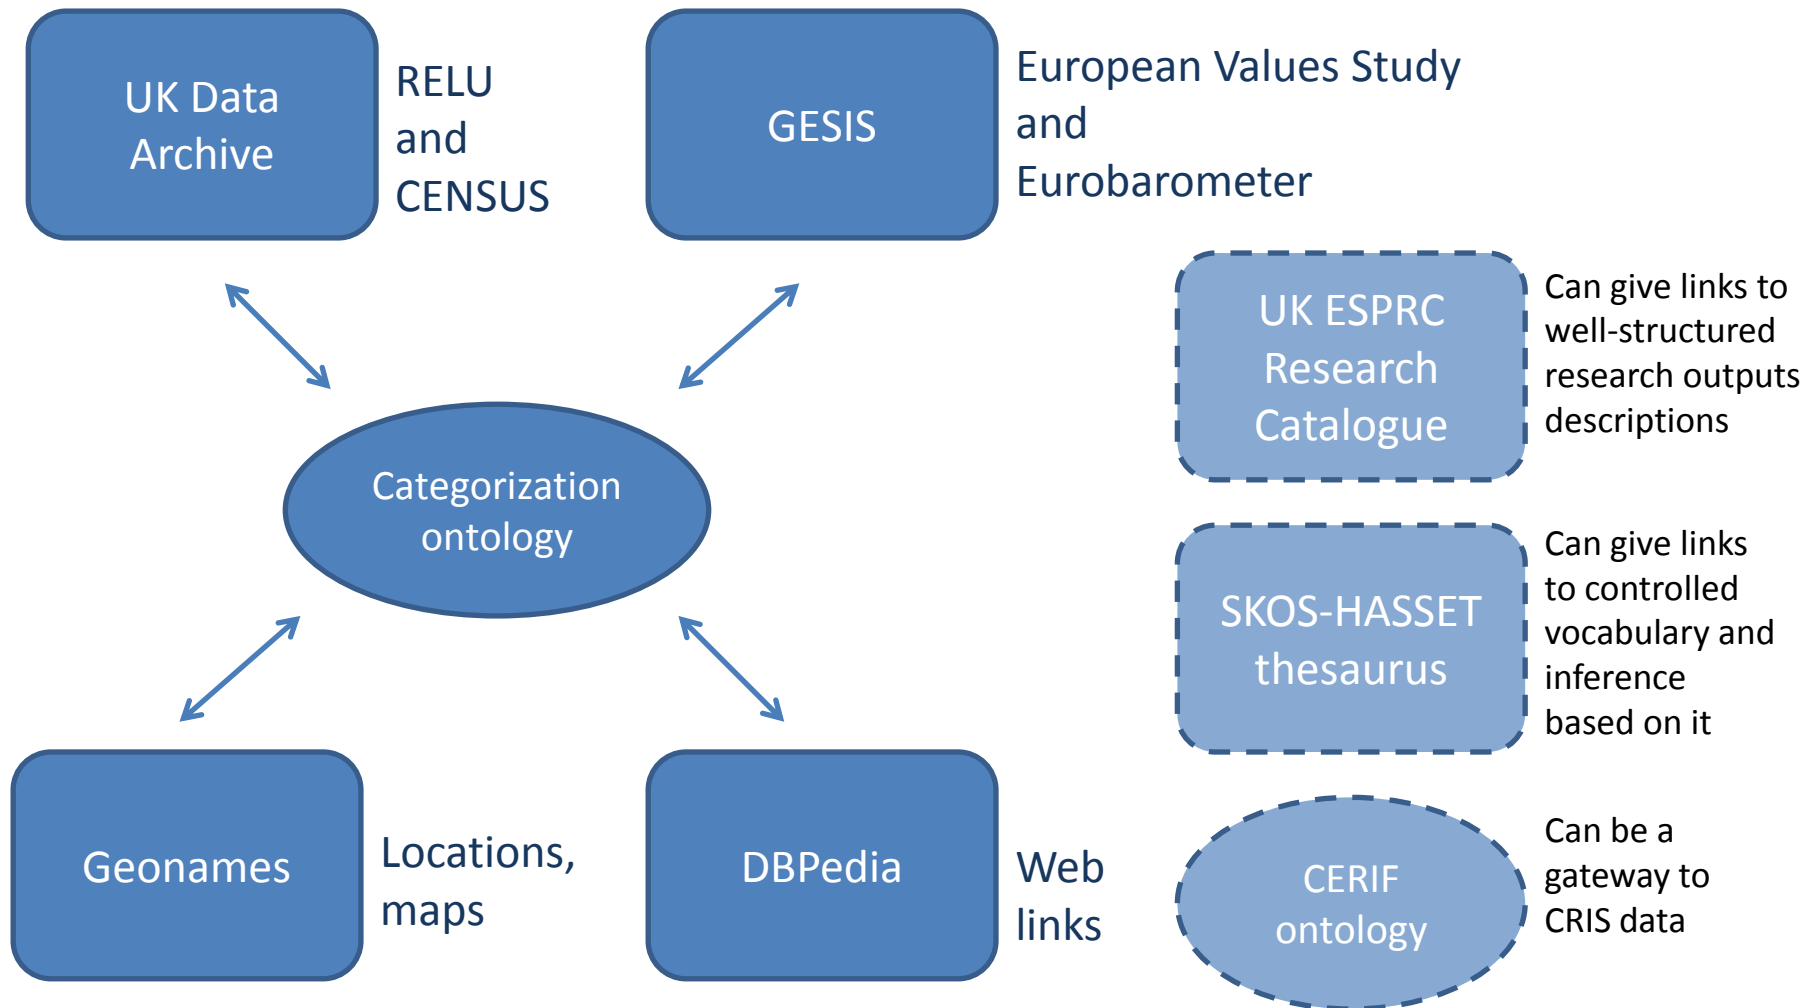 UK Data
Archive
RELU
and
CENSUS
GESIS
European Values Study
and
Eurobarometer
UK ESPRC
Research
Catalogue
Can give links to
well-structured
research outputs
descriptions
Categorization
ontology
SKOS-HASSET
thesaurus
Can give links
to controlled
vocabulary and
inference
based on it
Geonames
Locations,
maps
DBPedia
Web
links
CERIF
ontology
Can be a
gateway to
CRIS data